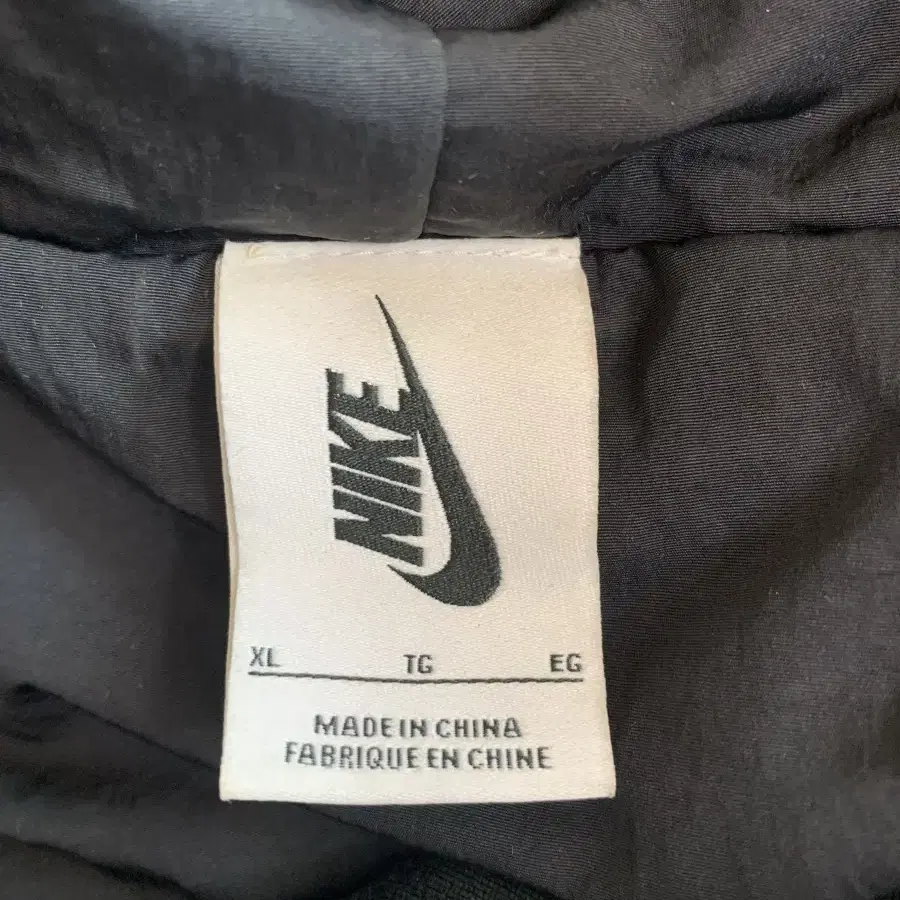 NIKE
XL TG EG
MADE IN CHINA
FABRIQUE EN CHINE